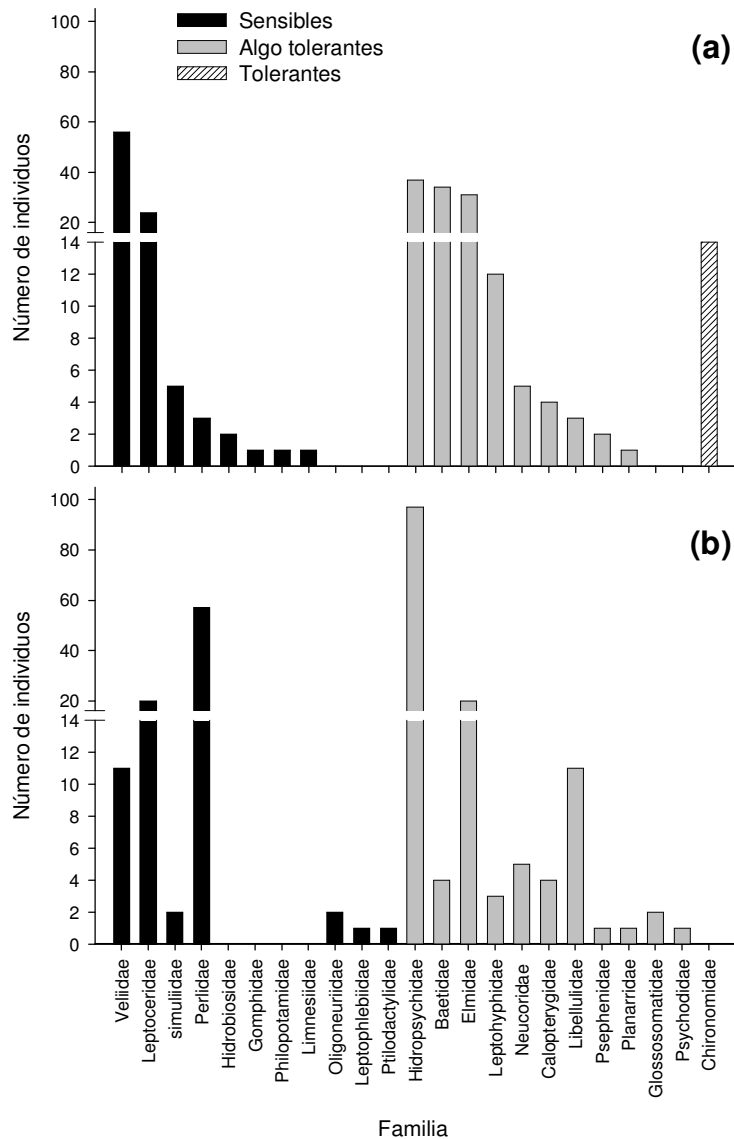 Sensibles
Algo tolerantes
Tolerantes
(a)
Número de individuos
100
80
60
40
20
14
12
10
8
6
4
2
0
(b)
Número de individuos
100
80
60
40
20
14
12
10
8
6
4
2
0
Veliidae
Leptoceridae
simuliidae
Perlidae
Hidrobiosidae
Gomphidae
Philopotamidae
Limnesiidae
Oligoneuriidae
Leptophlebiidae
Ptilodactylidae
Hidropsychidae
Baetidae
Elmidae
Leptohyphidae
Neucoridae
Calopterygidae
Libellulidae
Psephenidae
Planarridae
Glossosomatidae
Psychodidae
Chironomidae
Familia